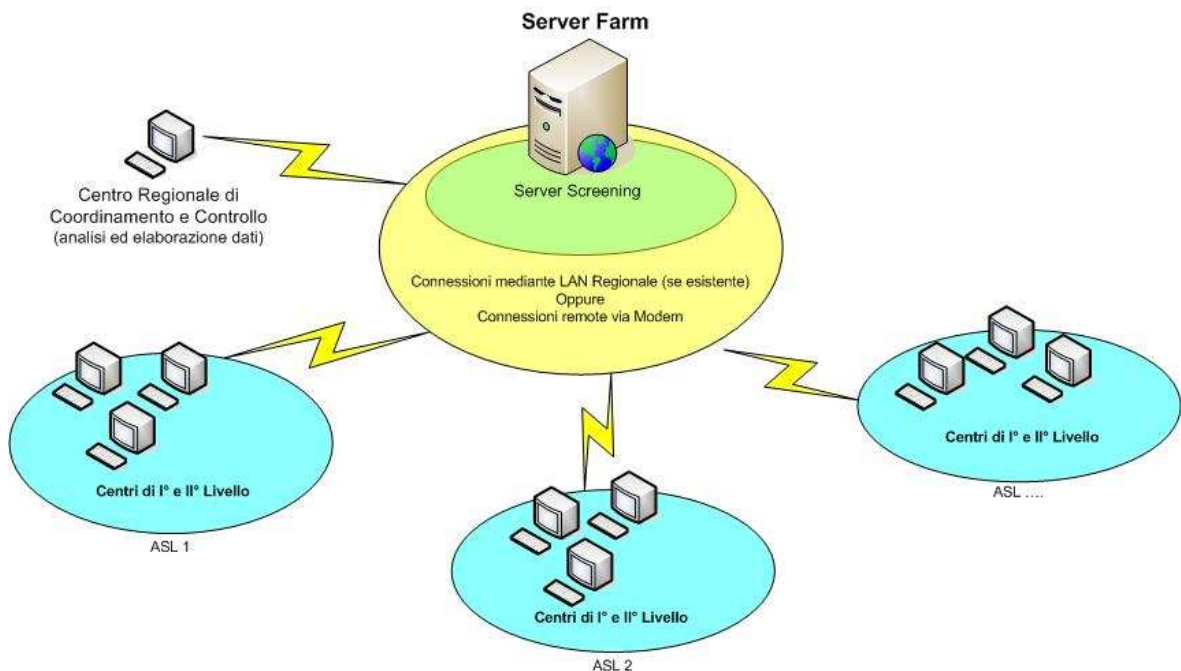 Server Farm
Server Screening
Centro Regionale di
Coordinamento e Controllo
(analisi ed elaborazione dati)
Connessioni mediante LAN Regionale (se esistente)
Oppure
Connessioni remote via Modem
Centri di I° e II° Livello
ASL 1
Centri di I° e II° Livello
ASL 2
Centri di I° e II° Livello
ASL ....